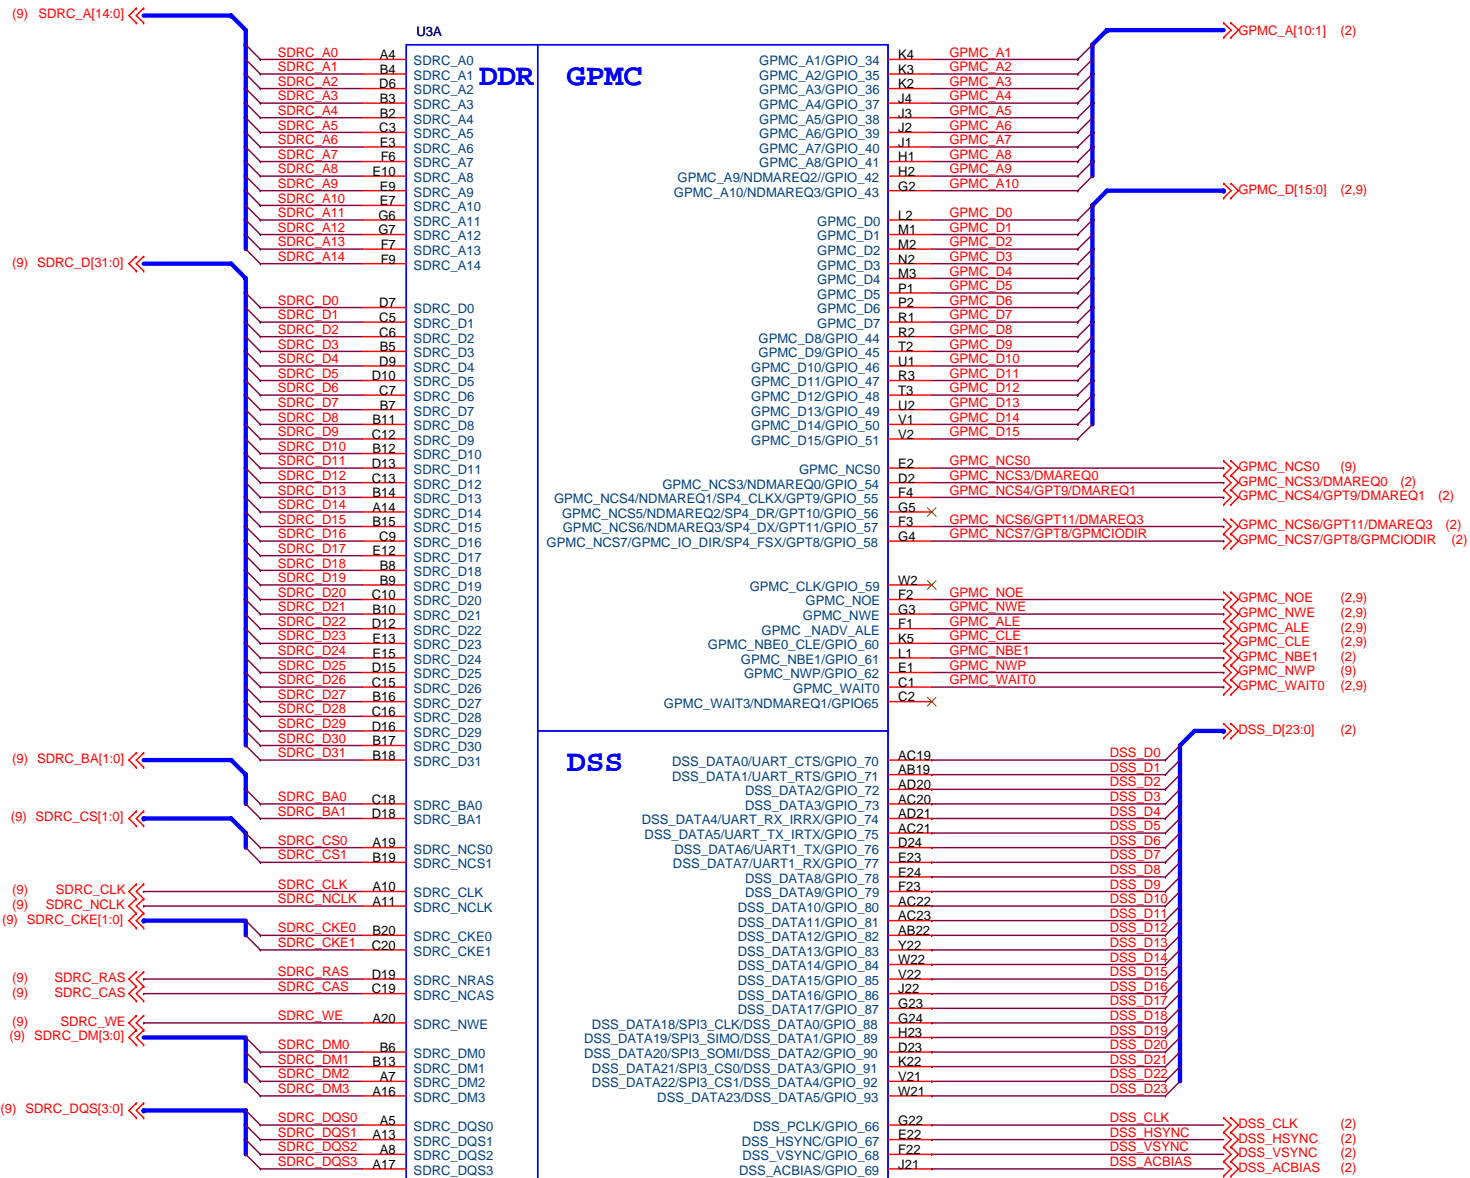 (9) SDRC_A[14:0]
U3A
GPMC_A[10:1] (2)
DDR
GPMC
SDRC_A0 A4 SDRC_A0
SDRC_A1 B4 SDRC_A1
SDRC_A2 D6 SDRC_A2
SDRC_A3 B3 SDRC_A3
SDRC_A4 B2 SDRC_A4
SDRC_A5 C3 SDRC_A5
SDRC_A6 E3 SDRC_A6
SDRC_A7 F6 SDRC_A7
SDRC_A8 E10 SDRC_A8
SDRC_A9 E9 SDRC_A9
SDRC_A10 E7 SDRC_A10
SDRC_A11 G6 SDRC_A11
SDRC_A12 G7 SDRC_A12
SDRC_A13 F7 SDRC_A13
SDRC_A14 F9 SDRC_A14
(9) SDRC_D[31:0]
SDRC_D0 D7 SDRC_D0
SDRC_D1 C5 SDRC_D1
SDRC_D2 C6 SDRC_D2
SDRC_D3 B5 SDRC_D3
SDRC_D4 D9 SDRC_D4
SDRC_D5 D10 SDRC_D5
SDRC_D6 C7 SDRC_D6
SDRC_D7 B7 SDRC_D7
SDRC_D8 B11 SDRC_D8
SDRC_D9 C12 SDRC_D9
SDRC_D10 B12 SDRC_D10
SDRC_D11 D13 SDRC_D11
SDRC_D12 C13 SDRC_D12
SDRC_D13 B14 SDRC_D13
SDRC_D14 A14 SDRC_D14
SDRC_D15 B15 SDRC_D15
SDRC_D16 C9 SDRC_D16
SDRC_D17 E12 SDRC_D17
SDRC_D18 B8 SDRC_D18
SDRC_D19 B9 SDRC_D19
SDRC_D20 C10 SDRC_D20
SDRC_D21 B10 SDRC_D21
SDRC_D22 D12 SDRC_D22
SDRC_D23 E13 SDRC_D23
SDRC_D24 E15 SDRC_D24
SDRC_D25 D15 SDRC_D25
SDRC_D26 C15 SDRC_D26
SDRC_D27 B16 SDRC_D27
SDRC_D28 C16 SDRC_D28
SDRC_D29 D16 SDRC_D29
SDRC_D30 B17 SDRC_D30
SDRC_D31 B18 SDRC_D31
(9) SDRC_BA[1:0]
SDRC_BA0 C18 SDRC_BA0
SDRC_BA1 D18 SDRC_BA1
(9) SDRC_CS[1:0]
SDRC_CS0 A19 SDRC_NCS0
SDRC_CS1 B19 SDRC_NCS1
(9) SDRC_CLK SDRC_CLK A10 SDRC_CLK
(9) SDRC_NCLK SDRC_NCLK A11 SDRC_NCLK
(9) SDRC_CKE[1:0]
SDRC_CKE0 B20 SDRC_CKE0
SDRC_CKE1 C20 SDRC_CKE1
(9) SDRC_RAS SDRC_RAS D19 SDRC_NRAS
(9) SDRC_CAS SDRC_CAS C19 SDRC_NCAS
(9) SDRC_WE SDRC_WE A20 SDRC_NWE
(9) SDRC_DM[3:0]
SDRC_DM0 B6 SDRC_DM0
SDRC_DM1 B13 SDRC_DM1
SDRC_DM2 A7 SDRC_DM2
SDRC_DM3 A16 SDRC_DM3
(9) SDRC_DQS[3:0]
SDRC_DQS0 A5 SDRC_DQS0
SDRC_DQS1 A13 SDRC_DQS1
SDRC_DQS2 A8 SDRC_DQS2
SDRC_DQS3 A17 SDRC_DQS3
GPMC_A1/GPIO_34 K4 GPMC_A1
GPMC_A2/GPIO_35 K3 GPMC_A2
GPMC_A3/GPIO_36 K2 GPMC_A3
GPMC_A4/GPIO_37 J4 GPMC_A4
GPMC_A5/GPIO_38 J3 GPMC_A5
GPMC_A6/GPIO_39 J2 GPMC_A6
GPMC_A7/GPIO_40 J1 GPMC_A7
GPMC_A8/GPIO_41 H1 GPMC_A8
GPMC_A9/NDMAREQ2//GPIO_42 H2 GPMC_A9
GPMC_A10/NDMAREQ3/GPIO_43 G2 GPMC_A10
GPMC_D[15:0] (2,9)
GPMC_D0 L2 GPMC_D0
GPMC_D1 M1 GPMC_D1
GPMC_D2 M2 GPMC_D2
GPMC_D3 N2 GPMC_D3
GPMC_D4 M3 GPMC_D4
GPMC_D5 P1 GPMC_D5
GPMC_D6 P2 GPMC_D6
GPMC_D7 R1 GPMC_D7
GPMC_D8/GPIO_44 R2 GPMC_D8
GPMC_D9/GPIO_45 T2 GPMC_D9
GPMC_D10/GPIO_46 U1 GPMC_D10
GPMC_D11/GPIO_47 R3 GPMC_D11
GPMC_D12/GPIO_48 T3 GPMC_D12
GPMC_D13/GPIO_49 U2 GPMC_D13
GPMC_D14/GPIO_50 V1 GPMC_D14
GPMC_D15/GPIO_51 V2 GPMC_D15
GPMC_NCS0 E2 GPMC_NCS0 GPMC_NCS0 (9)
GPMC_NCS3/NDMAREQ0/GPIO_54 D2 GPMC_NCS3/DMAREQ0 GPMC_NCS3/DMAREQ0 (2)
GPMC_NCS4/NDMAREQ1/SP4_CLKX/GPT9/GPIO_55 F4 GPMC_NCS4/GPT9/DMAREQ1 GPMC_NCS4/GPT9/DMAREQ1 (2)
GPMC_NCS5/NDMAREQ2/SP4_DR/GPT10/GPIO_56 G5
GPMC_NCS6/NDMAREQ3/SP4_DX/GPT11/GPIO_57 F3 GPMC_NCS6/GPT11/DMAREQ3 GPMC_NCS6/GPT11/DMAREQ3 (2)
GPMC_NCS7/GPMC_IO_DIR/SP4_FSX/GPT8/GPIO_58 G4 GPMC_NCS7/GPT8/GPMCIODIR GPMC_NCS7/GPT8/GPMCIODIR (2)
GPMC_CLK/GPIO_59 W2
GPMC_NOE F2 GPMC_NOE GPMC_NOE (2,9)
GPMC_NWE G3 GPMC_NWE GPMC_NWE (2,9)
GPMC _NADV_ALE F1 GPMC_ALE GPMC_ALE (2,9)
GPMC_NBE0_CLE/GPIO_60 K5 GPMC_CLE GPMC_CLE (2,9)
GPMC_NBE1/GPIO_61 L1 GPMC_NBE1 GPMC_NBE1 (2)
GPMC_NWP/GPIO_62 E1 GPMC_NWP GPMC_NWP (9)
GPMC_WAIT0 C1 GPMC_WAIT0 GPMC_WAIT0 (2,9)
GPMC_WAIT3/NDMAREQ1/GPIO65 C2
DSS
DSS_D[23:0] (2)
DSS_DATA0/UART_CTS/GPIO_70 AC19 DSS_D0
DSS_DATA1/UART_RTS/GPIO_71 AB19 DSS_D1
DSS_DATA2/GPIO_72 AD20 DSS_D2
DSS_DATA3/GPIO_73 AC20 DSS_D3
DSS_DATA4/UART_RX_IRRX/GPIO_74 AD21 DSS_D4
DSS_DATA5/UART_TX_IRTX/GPIO_75 AC21 DSS_D5
DSS_DATA6/UART1_TX/GPIO_76 D24 DSS_D6
DSS_DATA7/UART1_RX/GPIO_77 E23 DSS_D7
DSS_DATA8/GPIO_78 E24 DSS_D8
DSS_DATA9/GPIO_79 F23 DSS_D9
DSS_DATA10/GPIO_80 AC22 DSS_D10
DSS_DATA11/GPIO_81 AC23 DSS_D11
DSS_DATA12/GPIO_82 AB22 DSS_D12
DSS_DATA13/GPIO_83 Y22 DSS_D13
DSS_DATA14/GPIO_84 W22 DSS_D14
DSS_DATA15/GPIO_85 V22 DSS_D15
DSS_DATA16/GPIO_86 J22 DSS_D16
DSS_DATA17/GPIO_87 G23 DSS_D17
DSS_DATA18/SPI3_CLK/DSS_DATA0/GPIO_88 G24 DSS_D18
DSS_DATA19/SPI3_SIMO/DSS_DATA1/GPIO_89 H23 DSS_D19
DSS_DATA20/SPI3_SOMI/DSS_DATA2/GPIO_90 D23 DSS_D20
DSS_DATA21/SPI3_CS0/DSS_DATA3/GPIO_91 K22 DSS_D21
DSS_DATA22/SPI3_CS1/DSS_DATA4/GPIO_92 V21 DSS_D22
DSS_DATA23/DSS_DATA5/GPIO_93 W21 DSS_D23
DSS_PCLK/GPIO_66 G22 DSS_CLK DSS_CLK (2)
DSS_HSYNC/GPIO_67 E22 DSS_HSYNC DSS_HSYNC (2)
DSS_VSYNC/GPIO_68 F22 DSS_VSYNC DSS_VSYNC (2)
DSS_ACBIAS/GPIO_69 J21 DSS_ACBIAS DSS_ACBIAS (2)